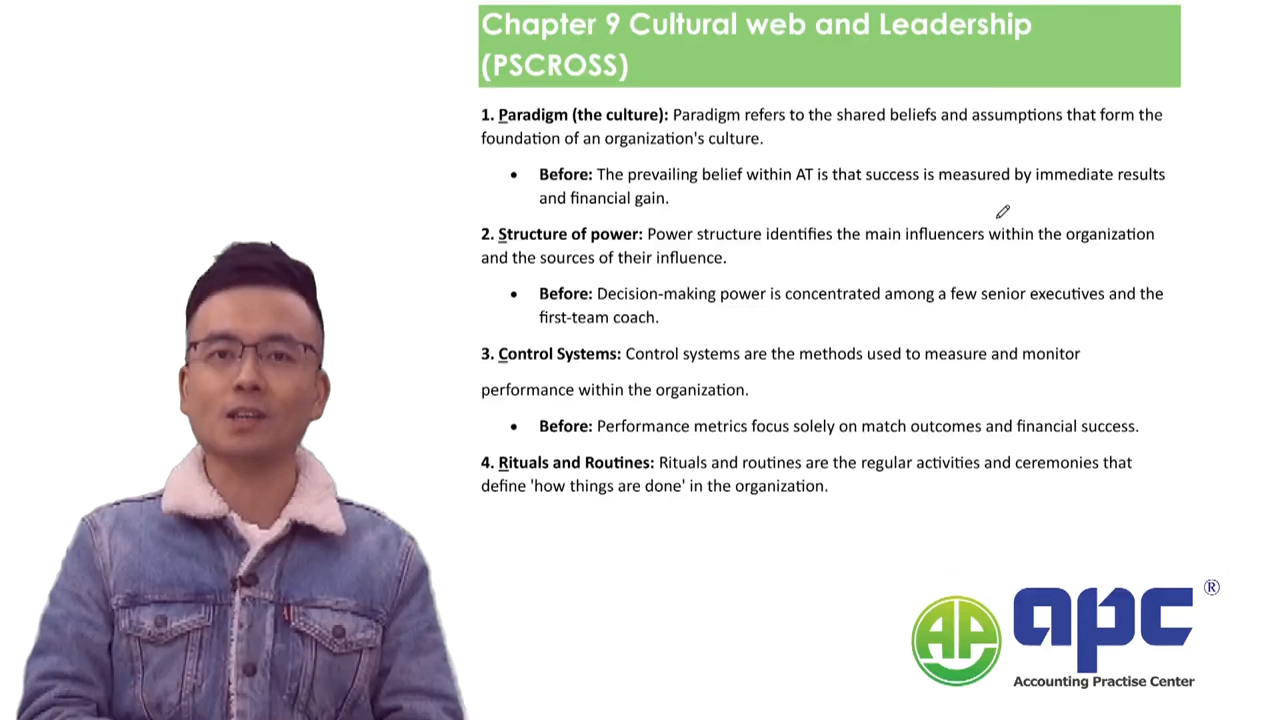 Chapter 9 Cultural web and Leadership
(PSCROSS)
1. Paradigm (the culture): Paradigm refers to the shared beliefs and assumptions that form the
foundation of an organization's culture.
• Before: The prevailing belief within AT is that success is measured by immediate results
and financial gain.
2. Structure of power: Power structure identifies the main influencers within the organization
and the sources of their influence.
• Before: Decision-making power is concentrated among a few senior executives and the
first-team coach.
3. Control Systems: Control systems are the methods used to measure and monitor
performance within the organization.
• Before: Performance metrics focus solely on match outcomes and financial success.
4. Rituals and Routines: Rituals and routines are the regular activities and ceremonies that
define 'how things are done' in the organization.
AP
apc ®
Accounting Practise Center